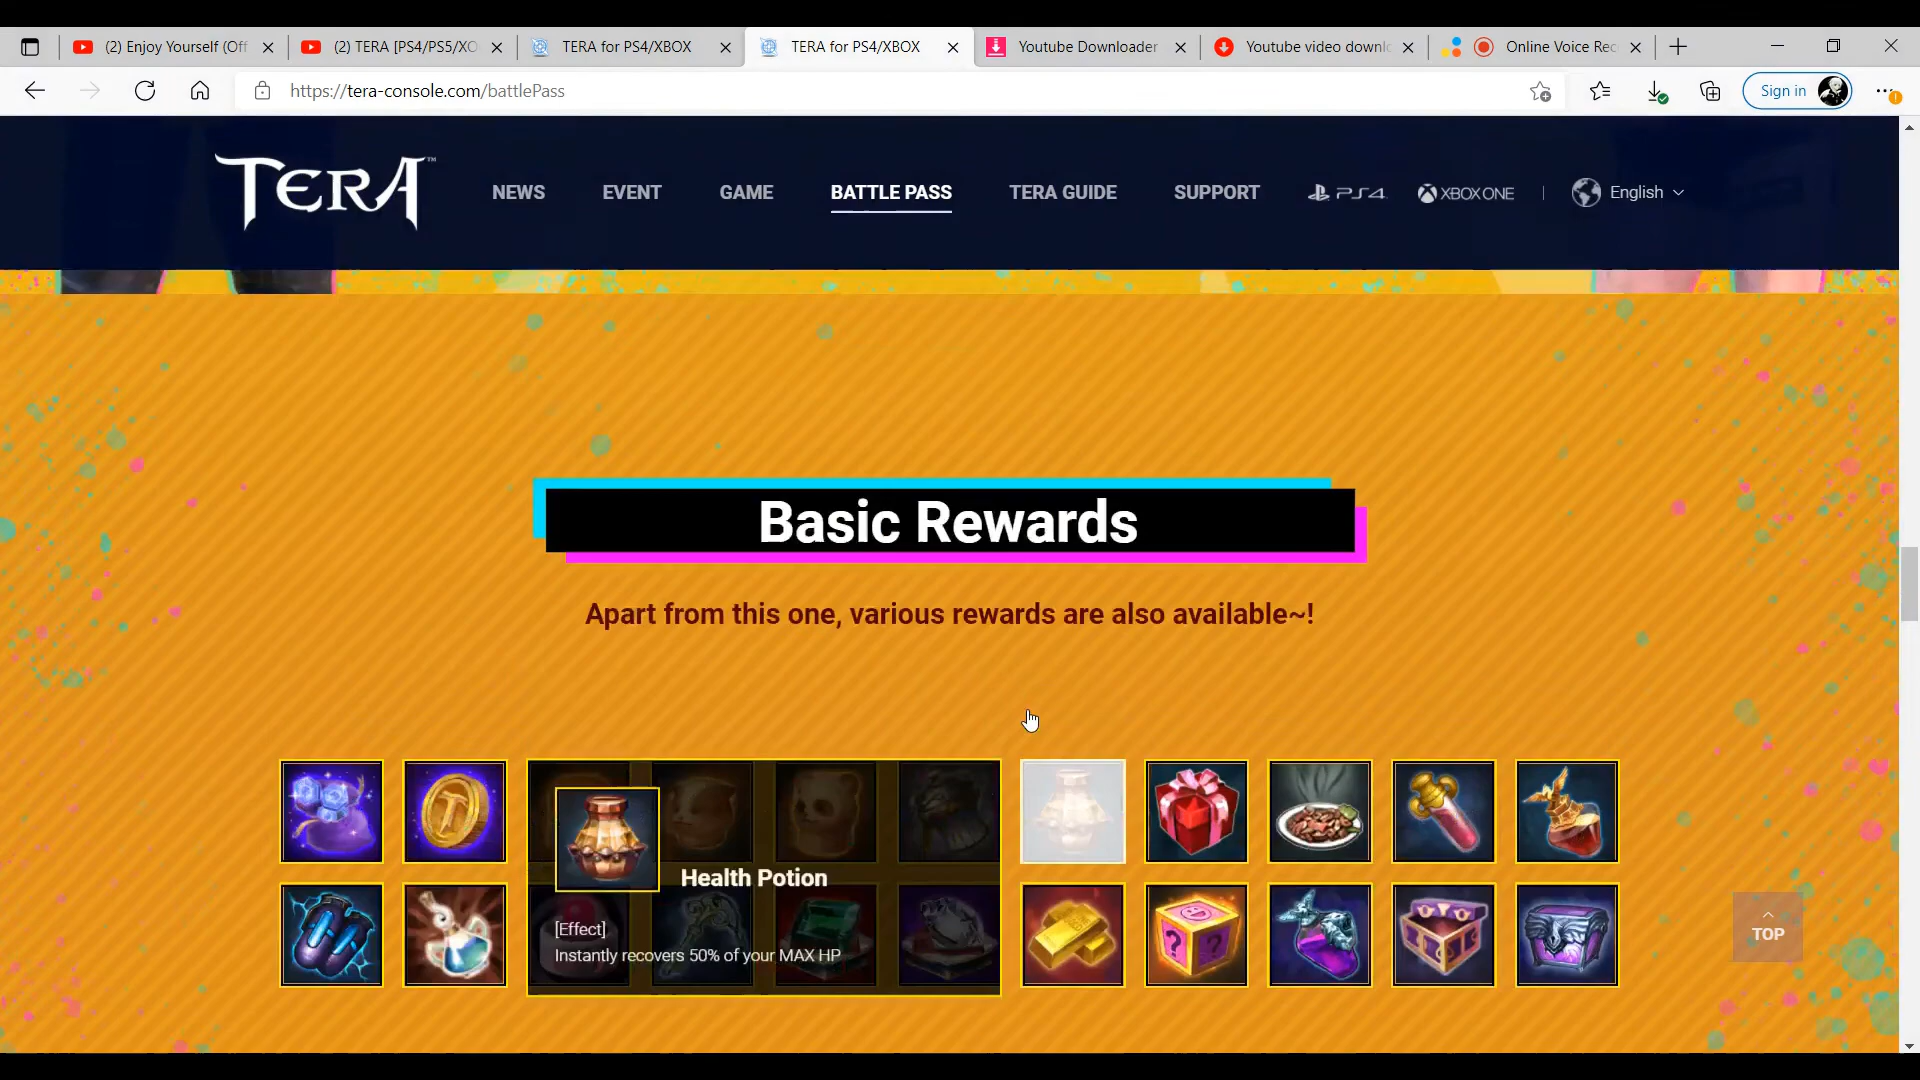 (2) Enjoy Yourself (Off
(2) TERA [PS4/PS5/XO
TERA for PS4/XBOX
TERA for PS4/XBOX
Youtube Downloader
Youtube video downl
Online Voice Rec
https://tera-console.com/battlePass
Sign in
TERA™
NEWS
EVENT
GAME
BATTLE PASS
TERA GUIDE
SUPPORT
PS4
XBOX ONE
English
Basic Rewards
Apart from this one, various rewards are also available~!
Health Potion
[Effect]
Instantly recovers 50% of your MAX HP
TOP